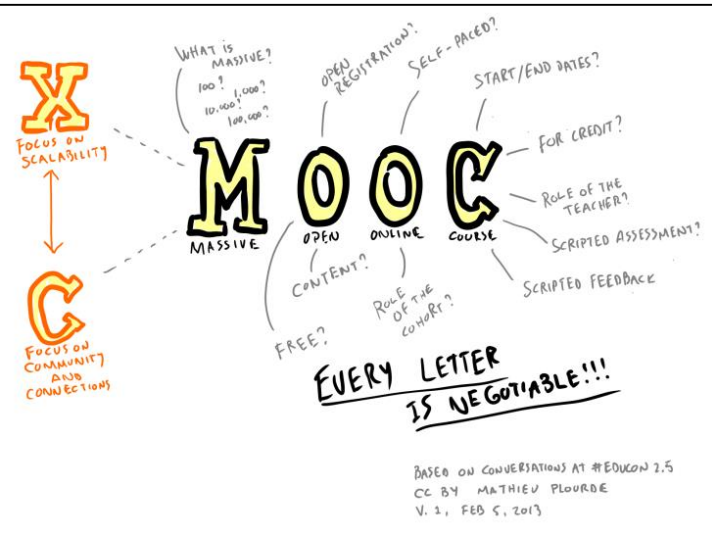 X
FOCUS ON
SCALABILITY
C
FOCUS ON
COMMUNITY
AND
CONNECTIONS
WHAT IS
MASSIVE?
100?
1,000?
10,000?
100,000?
OPEN
REGISTRATION?
SELF-PACED?
START/END DATES?
FOR CREDIT?
ROLE OF THE
TEACHER?
SCRIPTED ASSESSMENT?
SCRIPTED FEEDBACK
MOOC
MASSIVE OPEN ONLINE COURSE
FREE?
CONTENT?
ROLE
OF THE
COHORT?
EVERY LETTER
IS NEGOTIABLE!!!
BASED ON CONVERSATIONS AT #EDUCON 2.5
CC BY MATHIEU PLOURDE
V. 1, FEB 5, 2013